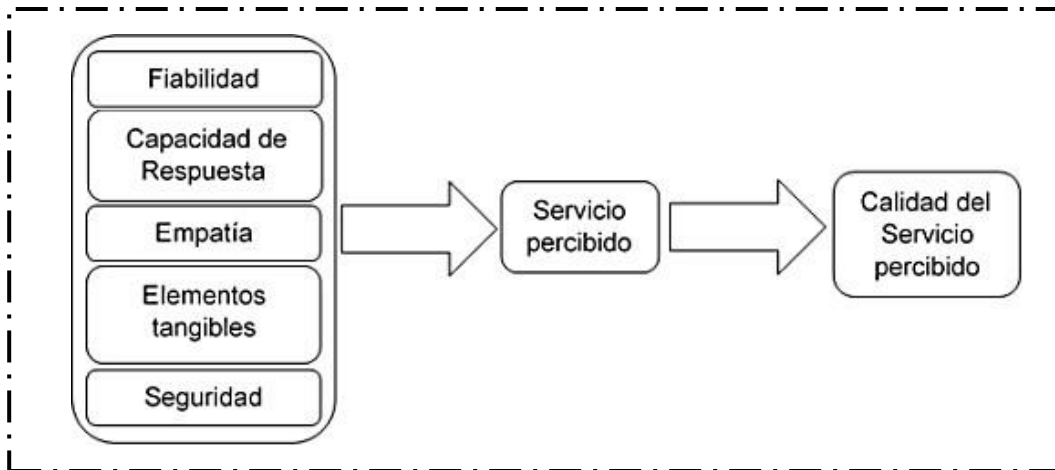 Fiabilidad
Capacidad de
Respuesta
Empatía
Elementos
tangibles
Seguridad
Servicio
percibido
Calidad del
Servicio
percibido